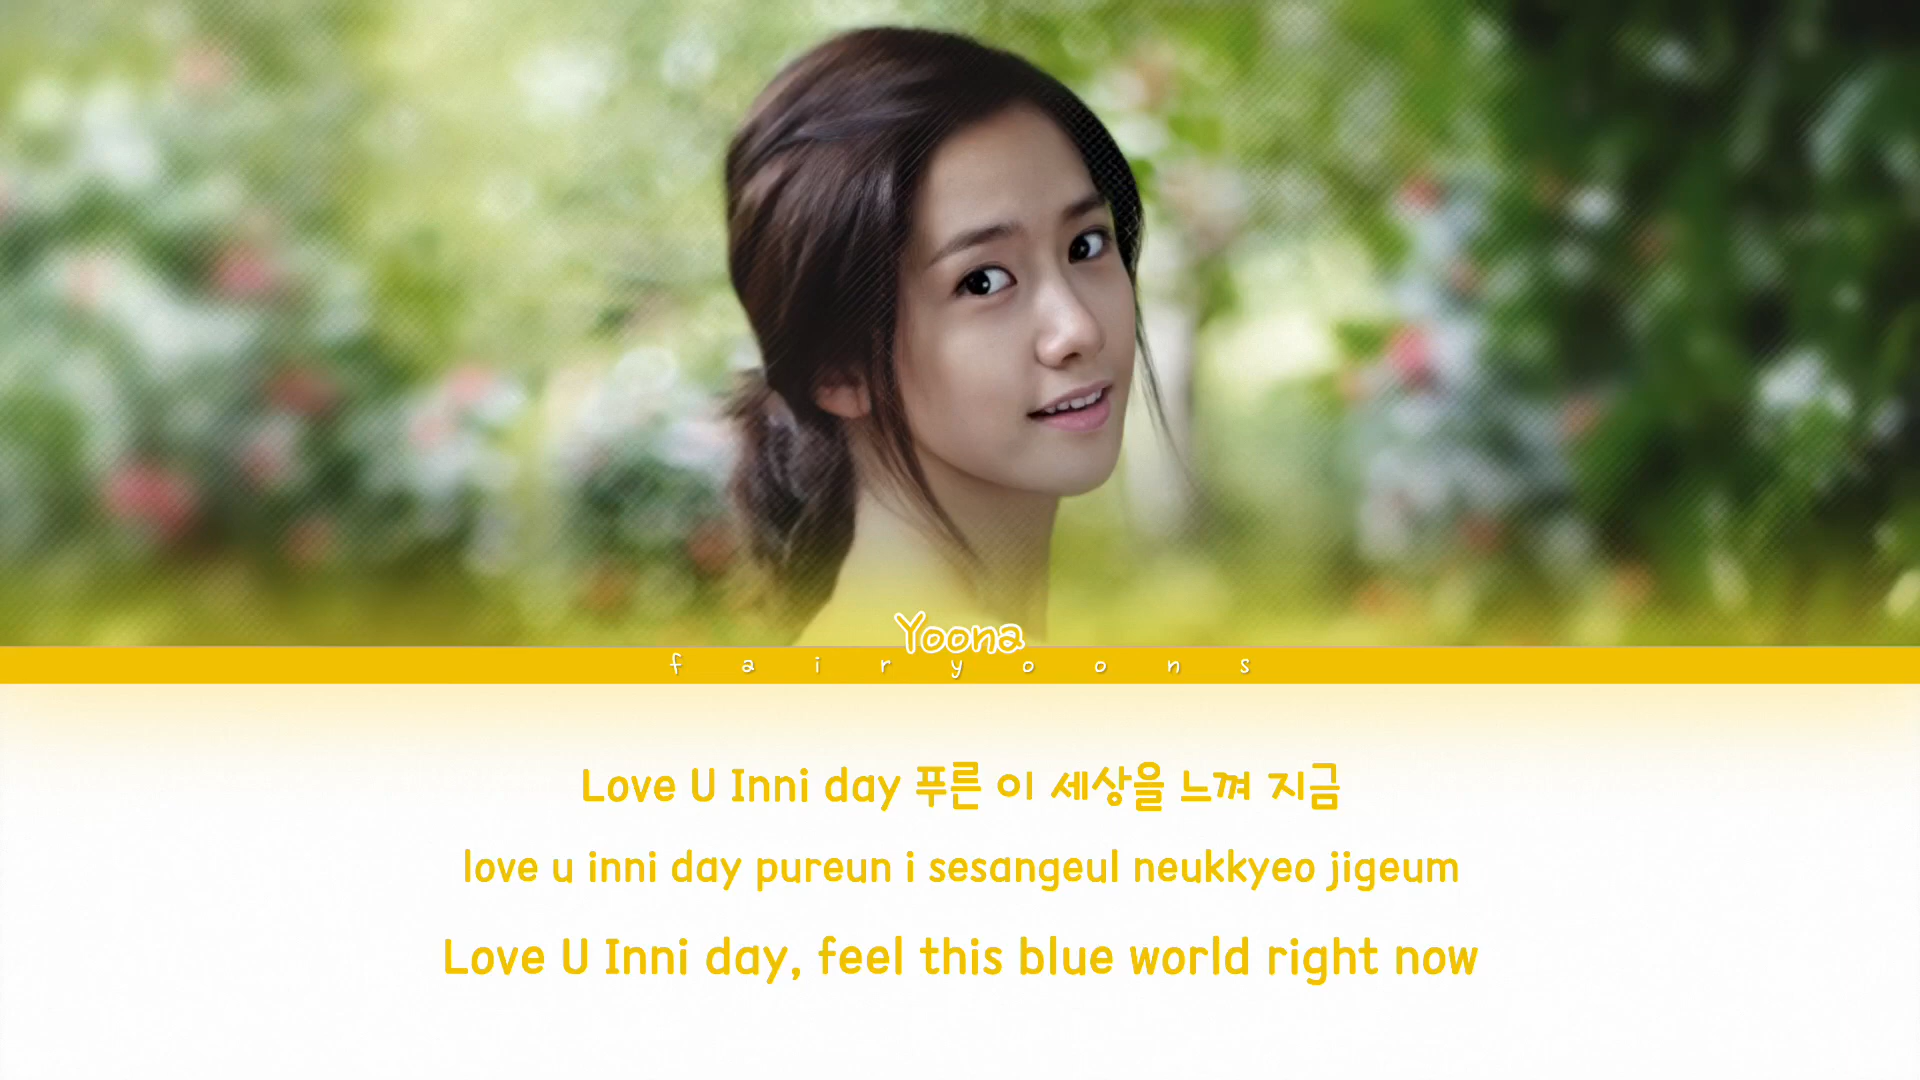 Yoona
fairyoons
Love U Inni day 푸른 이 세상을 느껴 지금
love u inni day pureun i sesangeul neukkyeo jigeum
Love U Inni day, feel this blue world right now